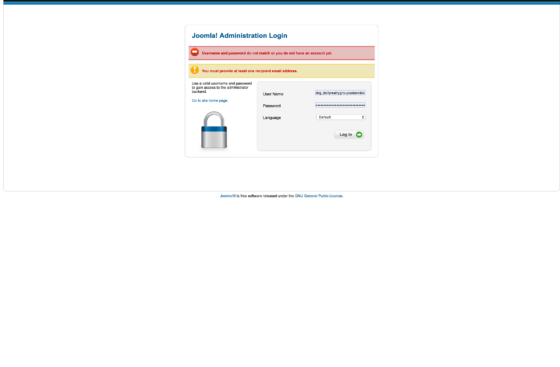 Joomla! Administration Login
Username and password do not match or you do not have an account yet.
You must provide at least one recipient email address.
Use a valid username and password
to gain access to the administrator
backend.
Go to site home page.
User Name
Password
Language
Default
Log in
Joomla!® is free software released under the GNU General Public License.